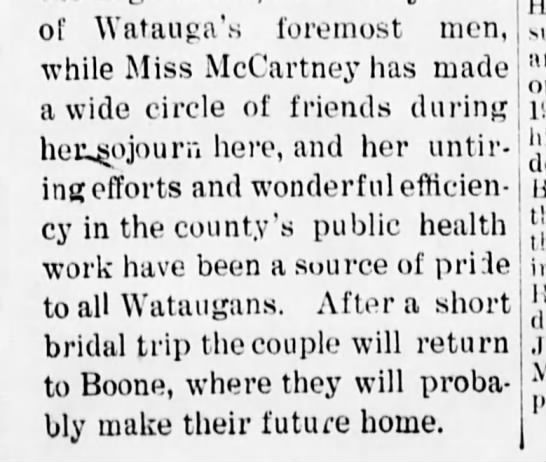 of Watauga's foremost men,
while Miss McCartney has made
a wide circle of friends during
her sojourn here, and her untir-
ing efforts and wonderful efficien-
cy in the county's public health
work have been a source of pride
to all Wataugans. After a short
bridal trip the couple will return
to Boone, where they will proba-
bly make their future home.